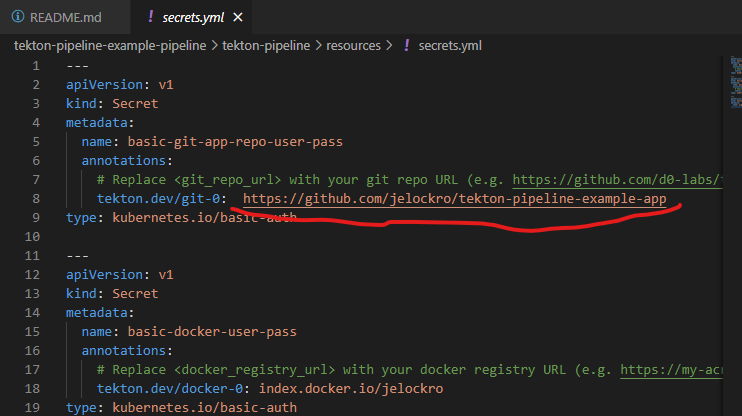 README.md
! secrets.yml ×
tekton-pipeline-example-pipeline > tekton-pipeline > resources > ! secrets.yml
1 ---
2 apiVersion: v1
3 kind: Secret
4 metadata:
5 name: basic-git-app-repo-user-pass
6 annotations:
7 # Replace <git_repo_url> with your git repo URL (e.g. https://github.com/d0-labs/
8 tekton.dev/git-0: https://github.com/jelockro/tekton-pipeline-example-app
9 type: kubernetes.io/basic-auth
10
11 ---
12 apiVersion: v1
13 kind: Secret
14 metadata:
15 name: basic-docker-user-pass
16 annotations:
17 # Replace <docker_registry_url> with your docker registry URL (e.g. https://my-acr
18 tekton.dev/docker-0: index.docker.io/jelockro
19 type: kubernetes.io/basic-auth